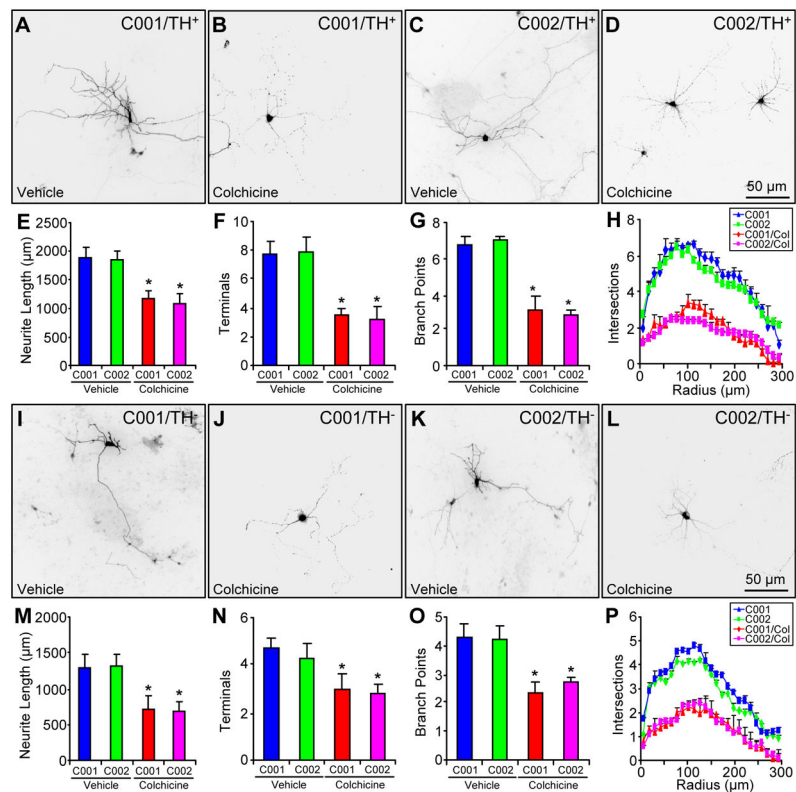 A C001/TH⁺
Vehicle
B C001/TH⁺
Colchicine
C C002/TH⁺
Vehicle
D C002/TH⁺
Colchicine
50 µm
E
Neurite Length (µm)
2500
2000
1500
1000
500
0
C001 C002 C001 C002
Vehicle Colchicine
* *
F
Terminals
10
8
6
4
2
0
C001 C002 C001 C002
Vehicle Colchicine
* *
G
Branch Points
8
6
4
2
0
C001 C002 C001 C002
Vehicle Colchicine
* *
H
C001
C002
C001/Col
C002/Col
Intersections
8
6
4
2
0
0 100 200 300
Radius (µm)
I C001/TH⁻
Vehicle
J C001/TH⁻
Colchicine
K C002/TH⁻
Vehicle
L C002/TH⁻
Colchicine
50 µm
M
Neurite Length (µm)
2000
1500
1000
500
0
C001 C002 C001 C002
Vehicle Colchicine
* *
N
Terminals
6
4
2
0
C001 C002 C001 C002
Vehicle Colchicine
* *
O
Branch Points
5
4
3
2
1
0
C001 C002 C001 C002
Vehicle Colchicine
* *
P
C001
C002
C001/Col
C002/Col
Intersections
6
5
4
3
2
1
0
0 100 200 300
Radius (µm)